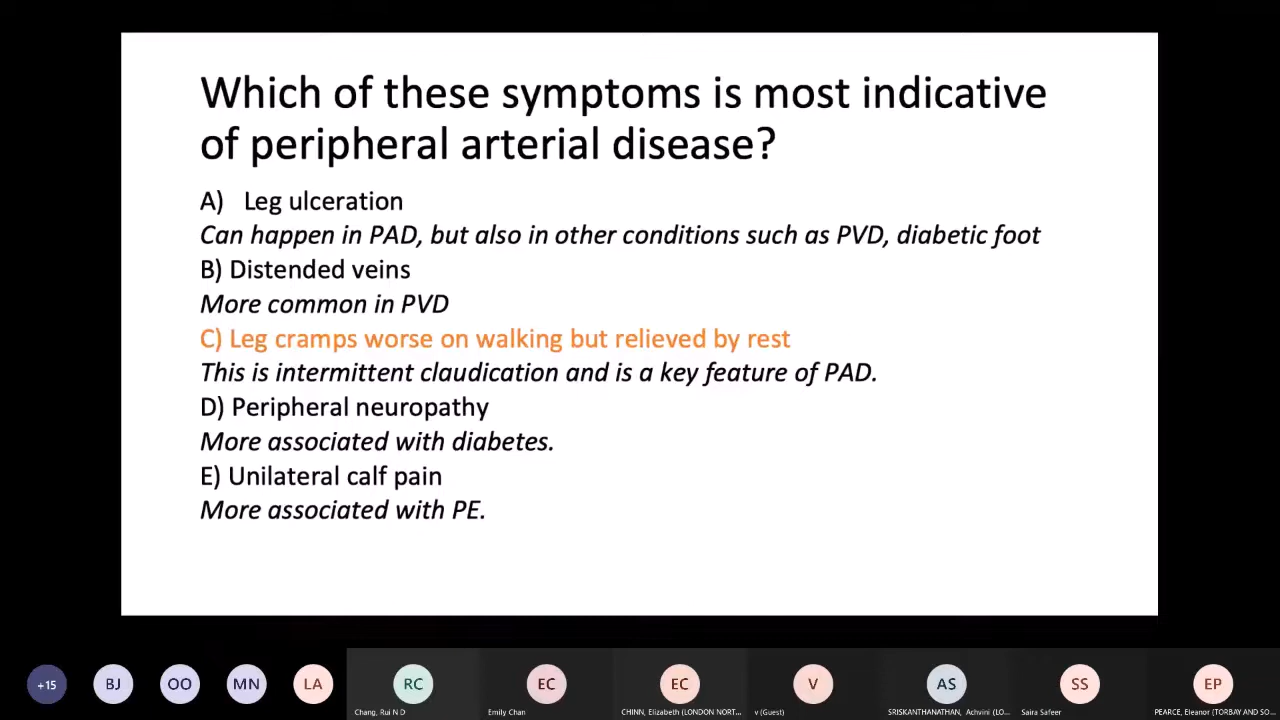 Which of these symptoms is most indicative
of peripheral arterial disease?
A) Leg ulceration
Can happen in PAD, but also in other conditions such as PVD, diabetic foot
B) Distended veins
More common in PVD
C) Leg cramps worse on walking but relieved by rest
This is intermittent claudication and is a key feature of PAD.
D) Peripheral neuropathy
More associated with diabetes.
E) Unilateral calf pain
More associated with PE.
+15
BJ
OO
MN
LA
RC
EC
EC
V
AS
SS
EP
Chang, Rui N D
Emily Chan
CHINN, Elizabeth (LONDON NORT...
v (Guest)
SRISKANTHANATHAN, Achvini (LO...
Saira Safeer
PEARCE, Eleanor (TORBAY AND SO...